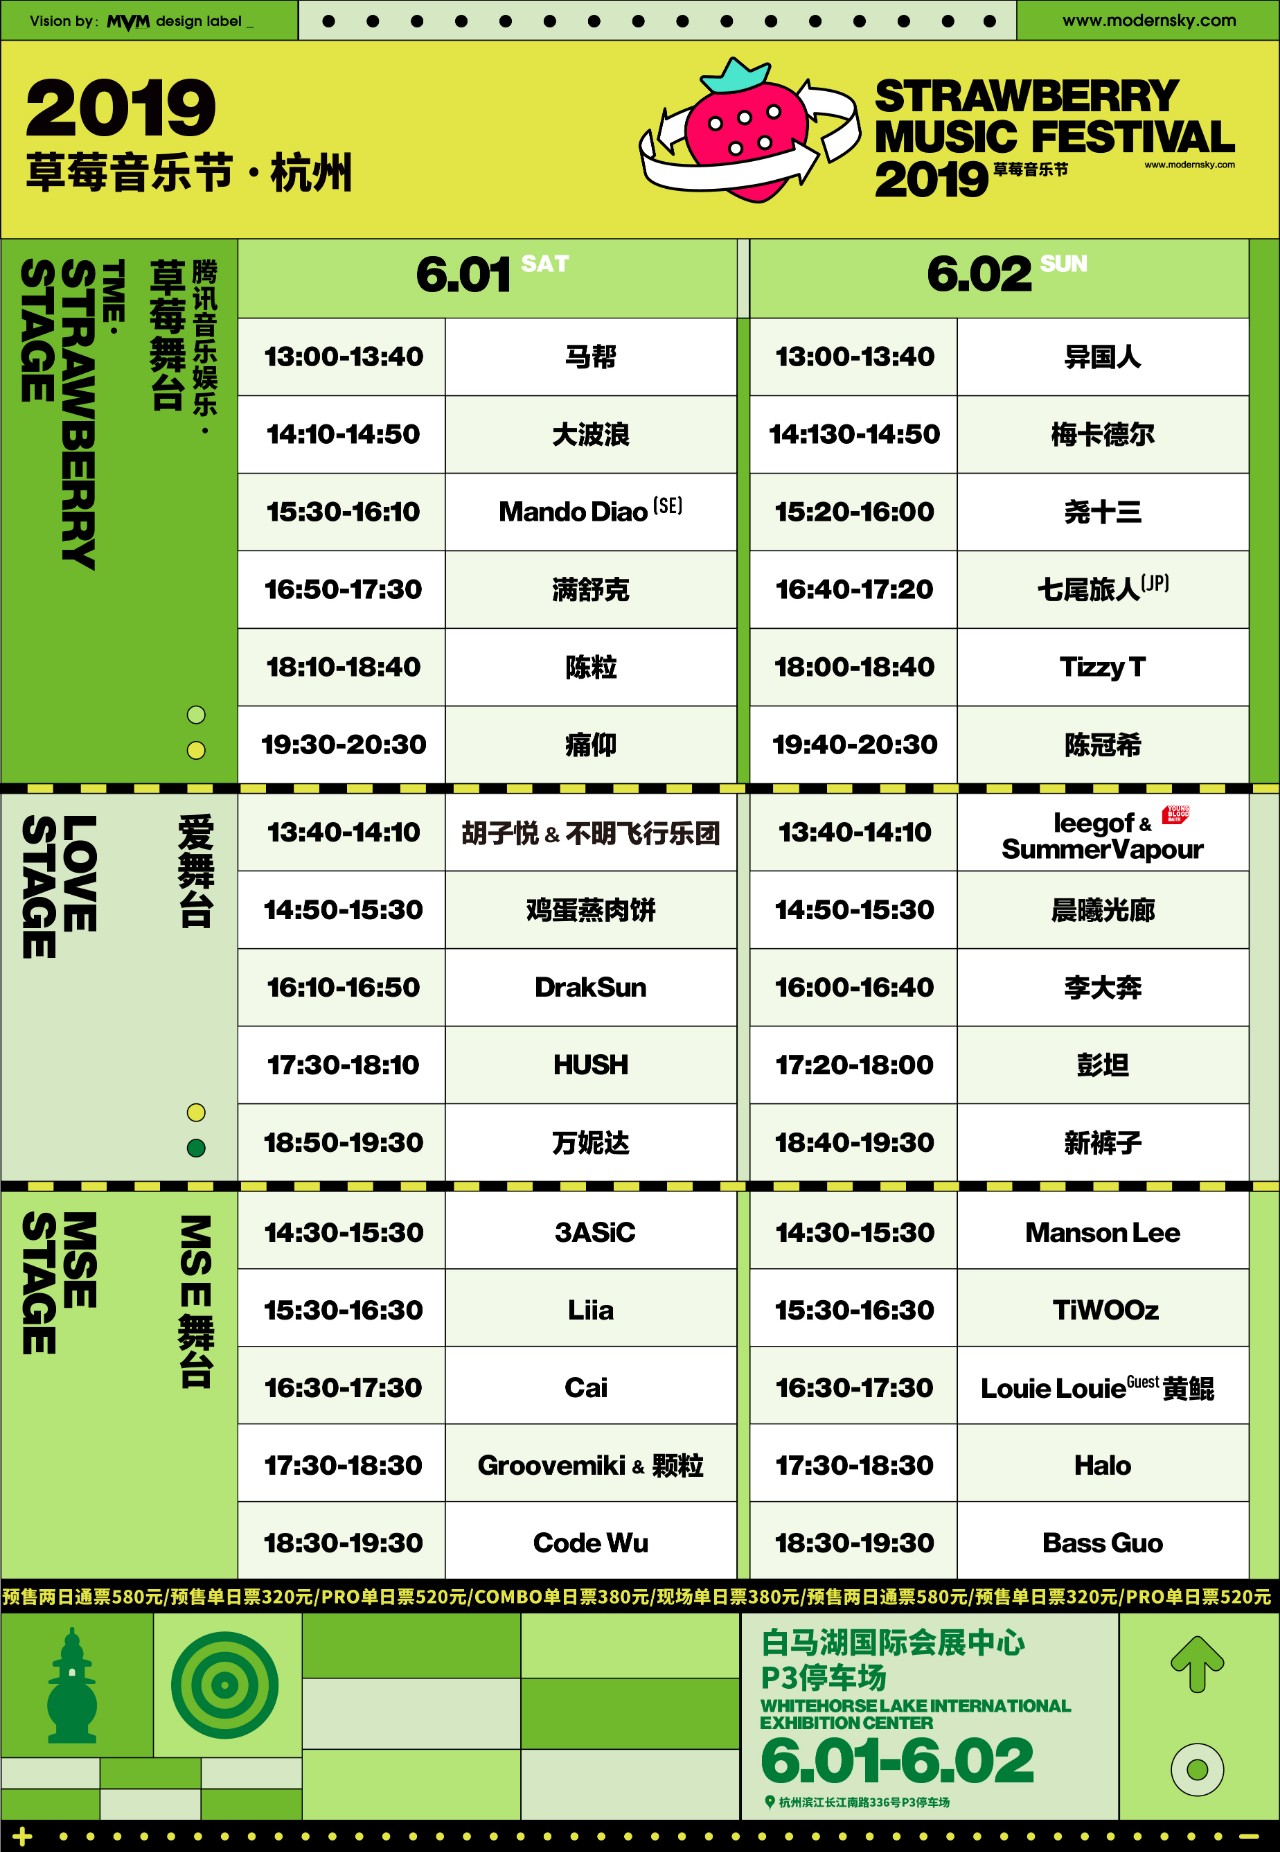 Vision by: MVM design label _
www.modernsky.com
2019
草莓音乐节·杭州
STRAWBERRY
MUSIC FESTIVAL
2019 草莓音乐节
www.modernsky.com
TME·
STRAWBERRY
STAGE
腾讯音乐娱乐·
草莓舞台
6.01 SAT
6.02 SUN
13:00-13:40 马帮 13:00-13:40 异国人
14:10-14:50 大波浪 14:130-14:50 梅卡德尔
15:30-16:10 Mando Diao (SE) 15:20-16:00 尧十三
16:50-17:30 满舒克 16:40-17:20 七尾旅人(JP)
18:10-18:40 陈粒 18:00-18:40 Tizzy T
19:30-20:30 痛仰 19:40-20:30 陈冠希
LOVE
STAGE
爱舞台
13:40-14:10 胡子悦 & 不明飞行乐团 13:40-14:10 leegof &
SummerVapour
YOUNG
BLOOD
14:50-15:30 鸡蛋蒸肉饼 14:50-15:30 晨曦光廊
16:10-16:50 DrakSun 16:00-16:40 李大奔
17:30-18:10 HUSH 17:20-18:00 彭坦
18:50-19:30 万妮达 18:40-19:30 新裤子
MSE
STAGE
MSE舞台
14:30-15:30 3ASiC 14:30-15:30 Manson Lee
15:30-16:30 Liia 15:30-16:30 TiWOOz
16:30-17:30 Cai 16:30-17:30 Louie Louie Guest 黄鲲
17:30-18:30 Groovemiki & 颗粒 17:30-18:30 Halo
18:30-19:30 Code Wu 18:30-19:30 Bass Guo
预售两日通票580元/预售单日票320元/PRO单日票520元/COMBO单日票380元/现场单日票380元/预售两日通票580元/预售单日票320元/PRO单日票520元
白马湖国际会展中心
P3停车场
WHITEHORSE LAKE INTERNATIONAL
EXHIBITION CENTER
6.01-6.02
杭州滨江长江南路336号P3停车场